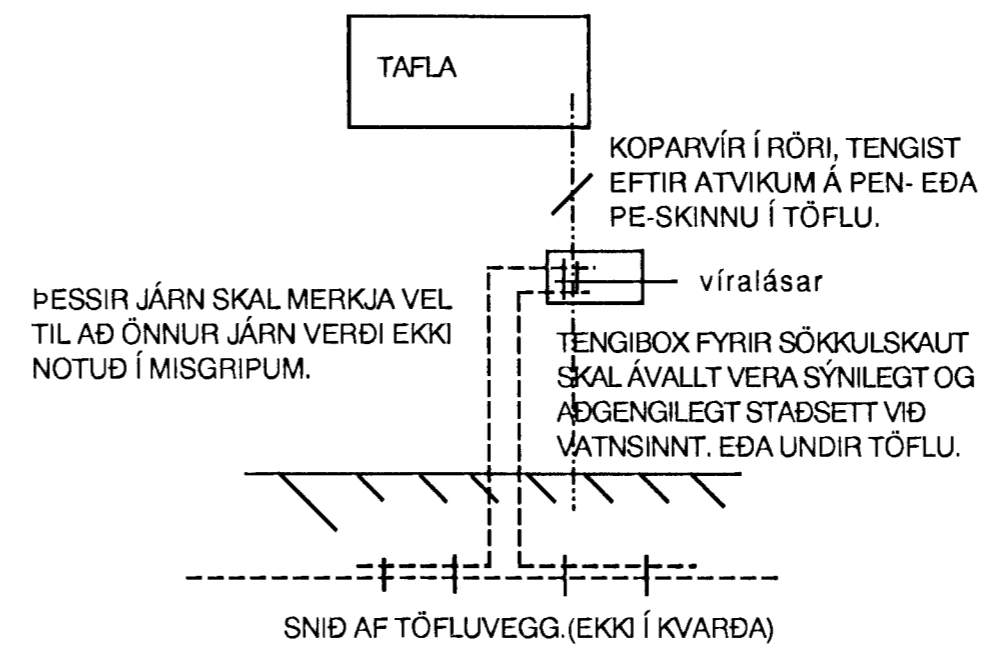 TAFLA
KOPARVÍR Í RÖRI, TENGIST
EFTIR ATVIKUM Á PEN- EÐA
PE-SKINNU Í TÖFLU.
víralásar
ÞESSIR JÁRN SKAL MERKJA VEL
TIL AÐ ÖNNUR JÁRN VERÐI EKKI
NOTUÐ Í MISGRIPUM.
TENGIBOX FYRIR SÖKKULSKAUT
SKAL ÁVALLT VERA SÝNILEGT OG
AÐGENGILEGT STAÐSETT VIÐ
VATNSINNT. EÐA UNDIR TÖFLU.
SNIÐ AF TÖFLUVEGG.(EKKI Í KVARÐA)